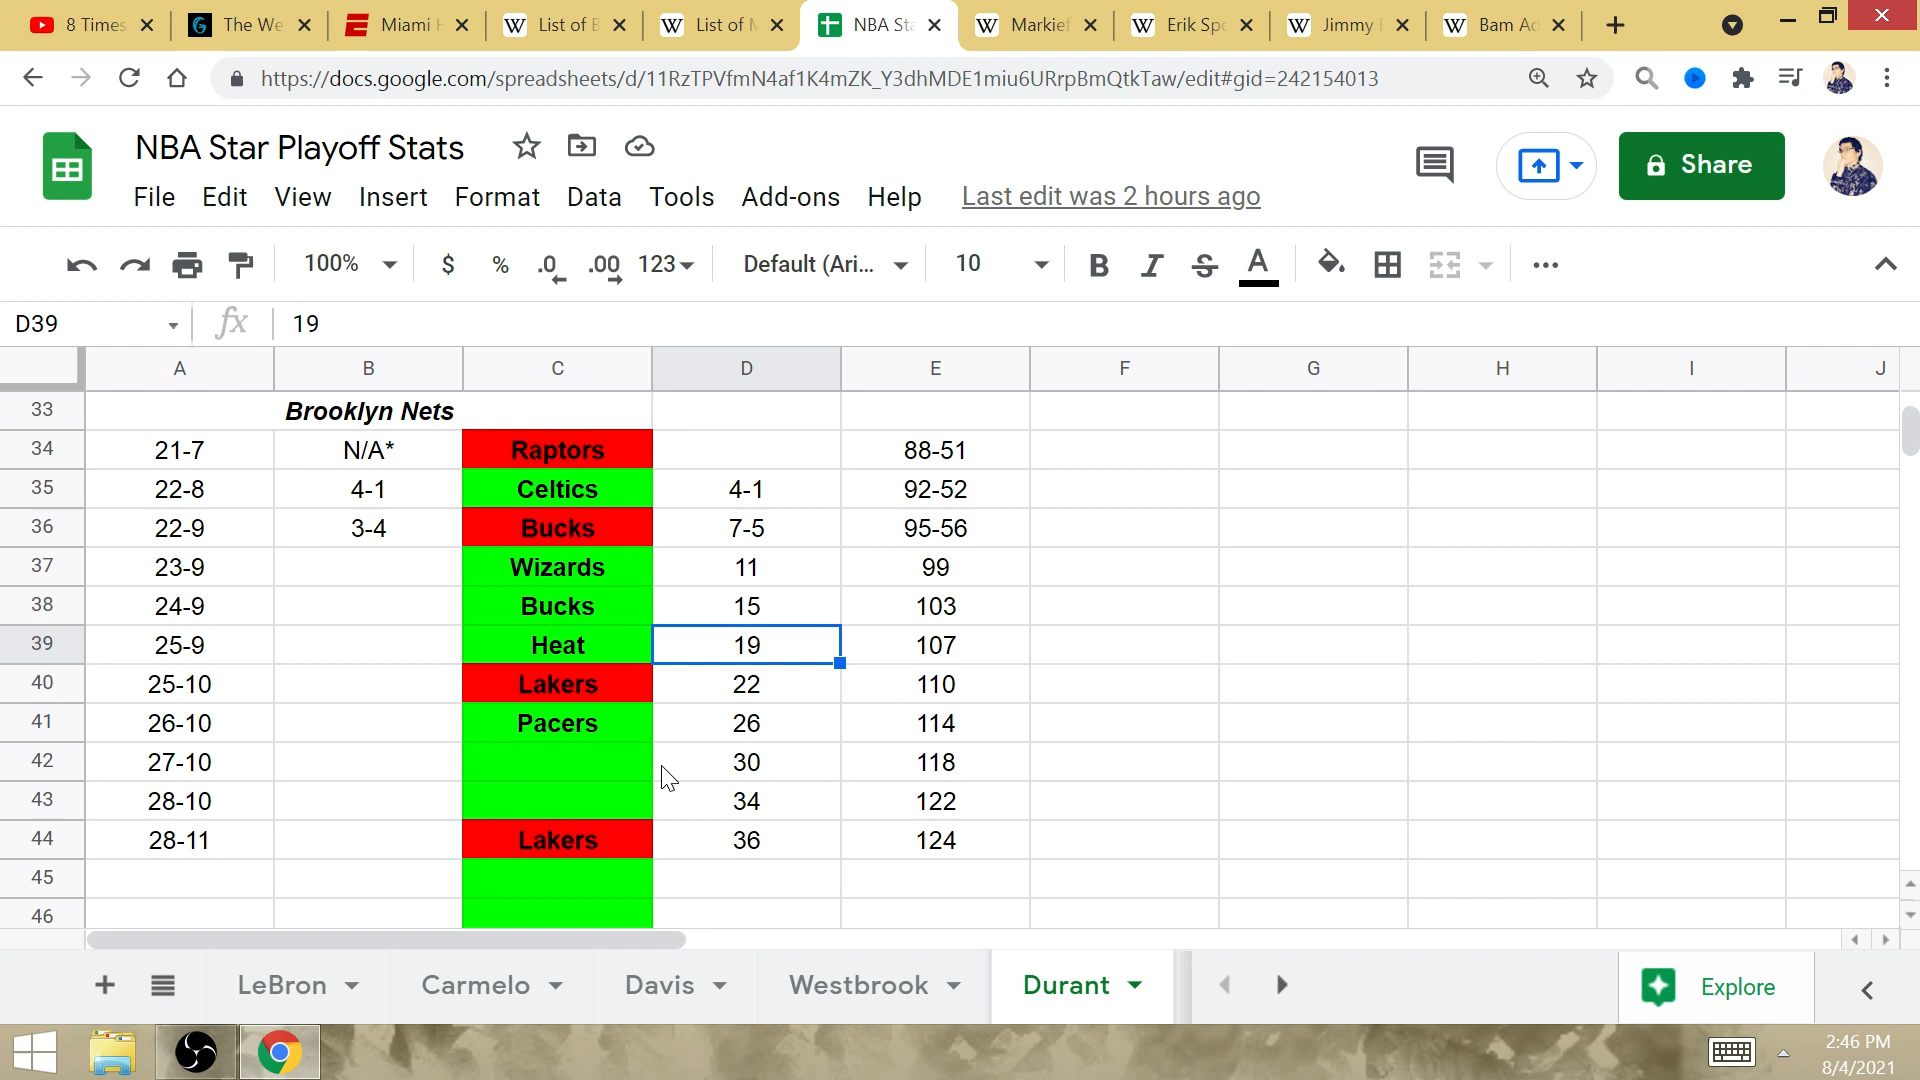 8 Times
The We
Miami
List of
List of
NBA Sta
Markief
Erik Spo
Jimmy
Bam Ad
https://docs.google.com/spreadsheets/d/11RzTPVfmN4af1K4mZK_Y3dhMDE1miu6URrpBmQtkTaw/edit#gid=242154013
NBA Star Playoff Stats
File Edit View Insert Format Data Tools Add-ons Help Last edit was 2 hours ago
Share
100% $ % .0 .00 123 Default (Ari... 10 B I S A
D39 fx 19
A B C D E F G H I J
33 Brooklyn Nets
34 21-7 N/A* Raptors 88-51
35 22-8 4-1 Celtics 4-1 92-52
36 22-9 3-4 Bucks 7-5 95-56
37 23-9 Wizards 11 99
38 24-9 Bucks 15 103
39 25-9 Heat 19 107
40 25-10 Lakers 22 110
41 26-10 Pacers 26 114
42 27-10 30 118
43 28-10 34 122
44 28-11 Lakers 36 124
45
46
LeBron Carmelo Davis Westbrook Durant Explore
2:46 PM
8/4/2021